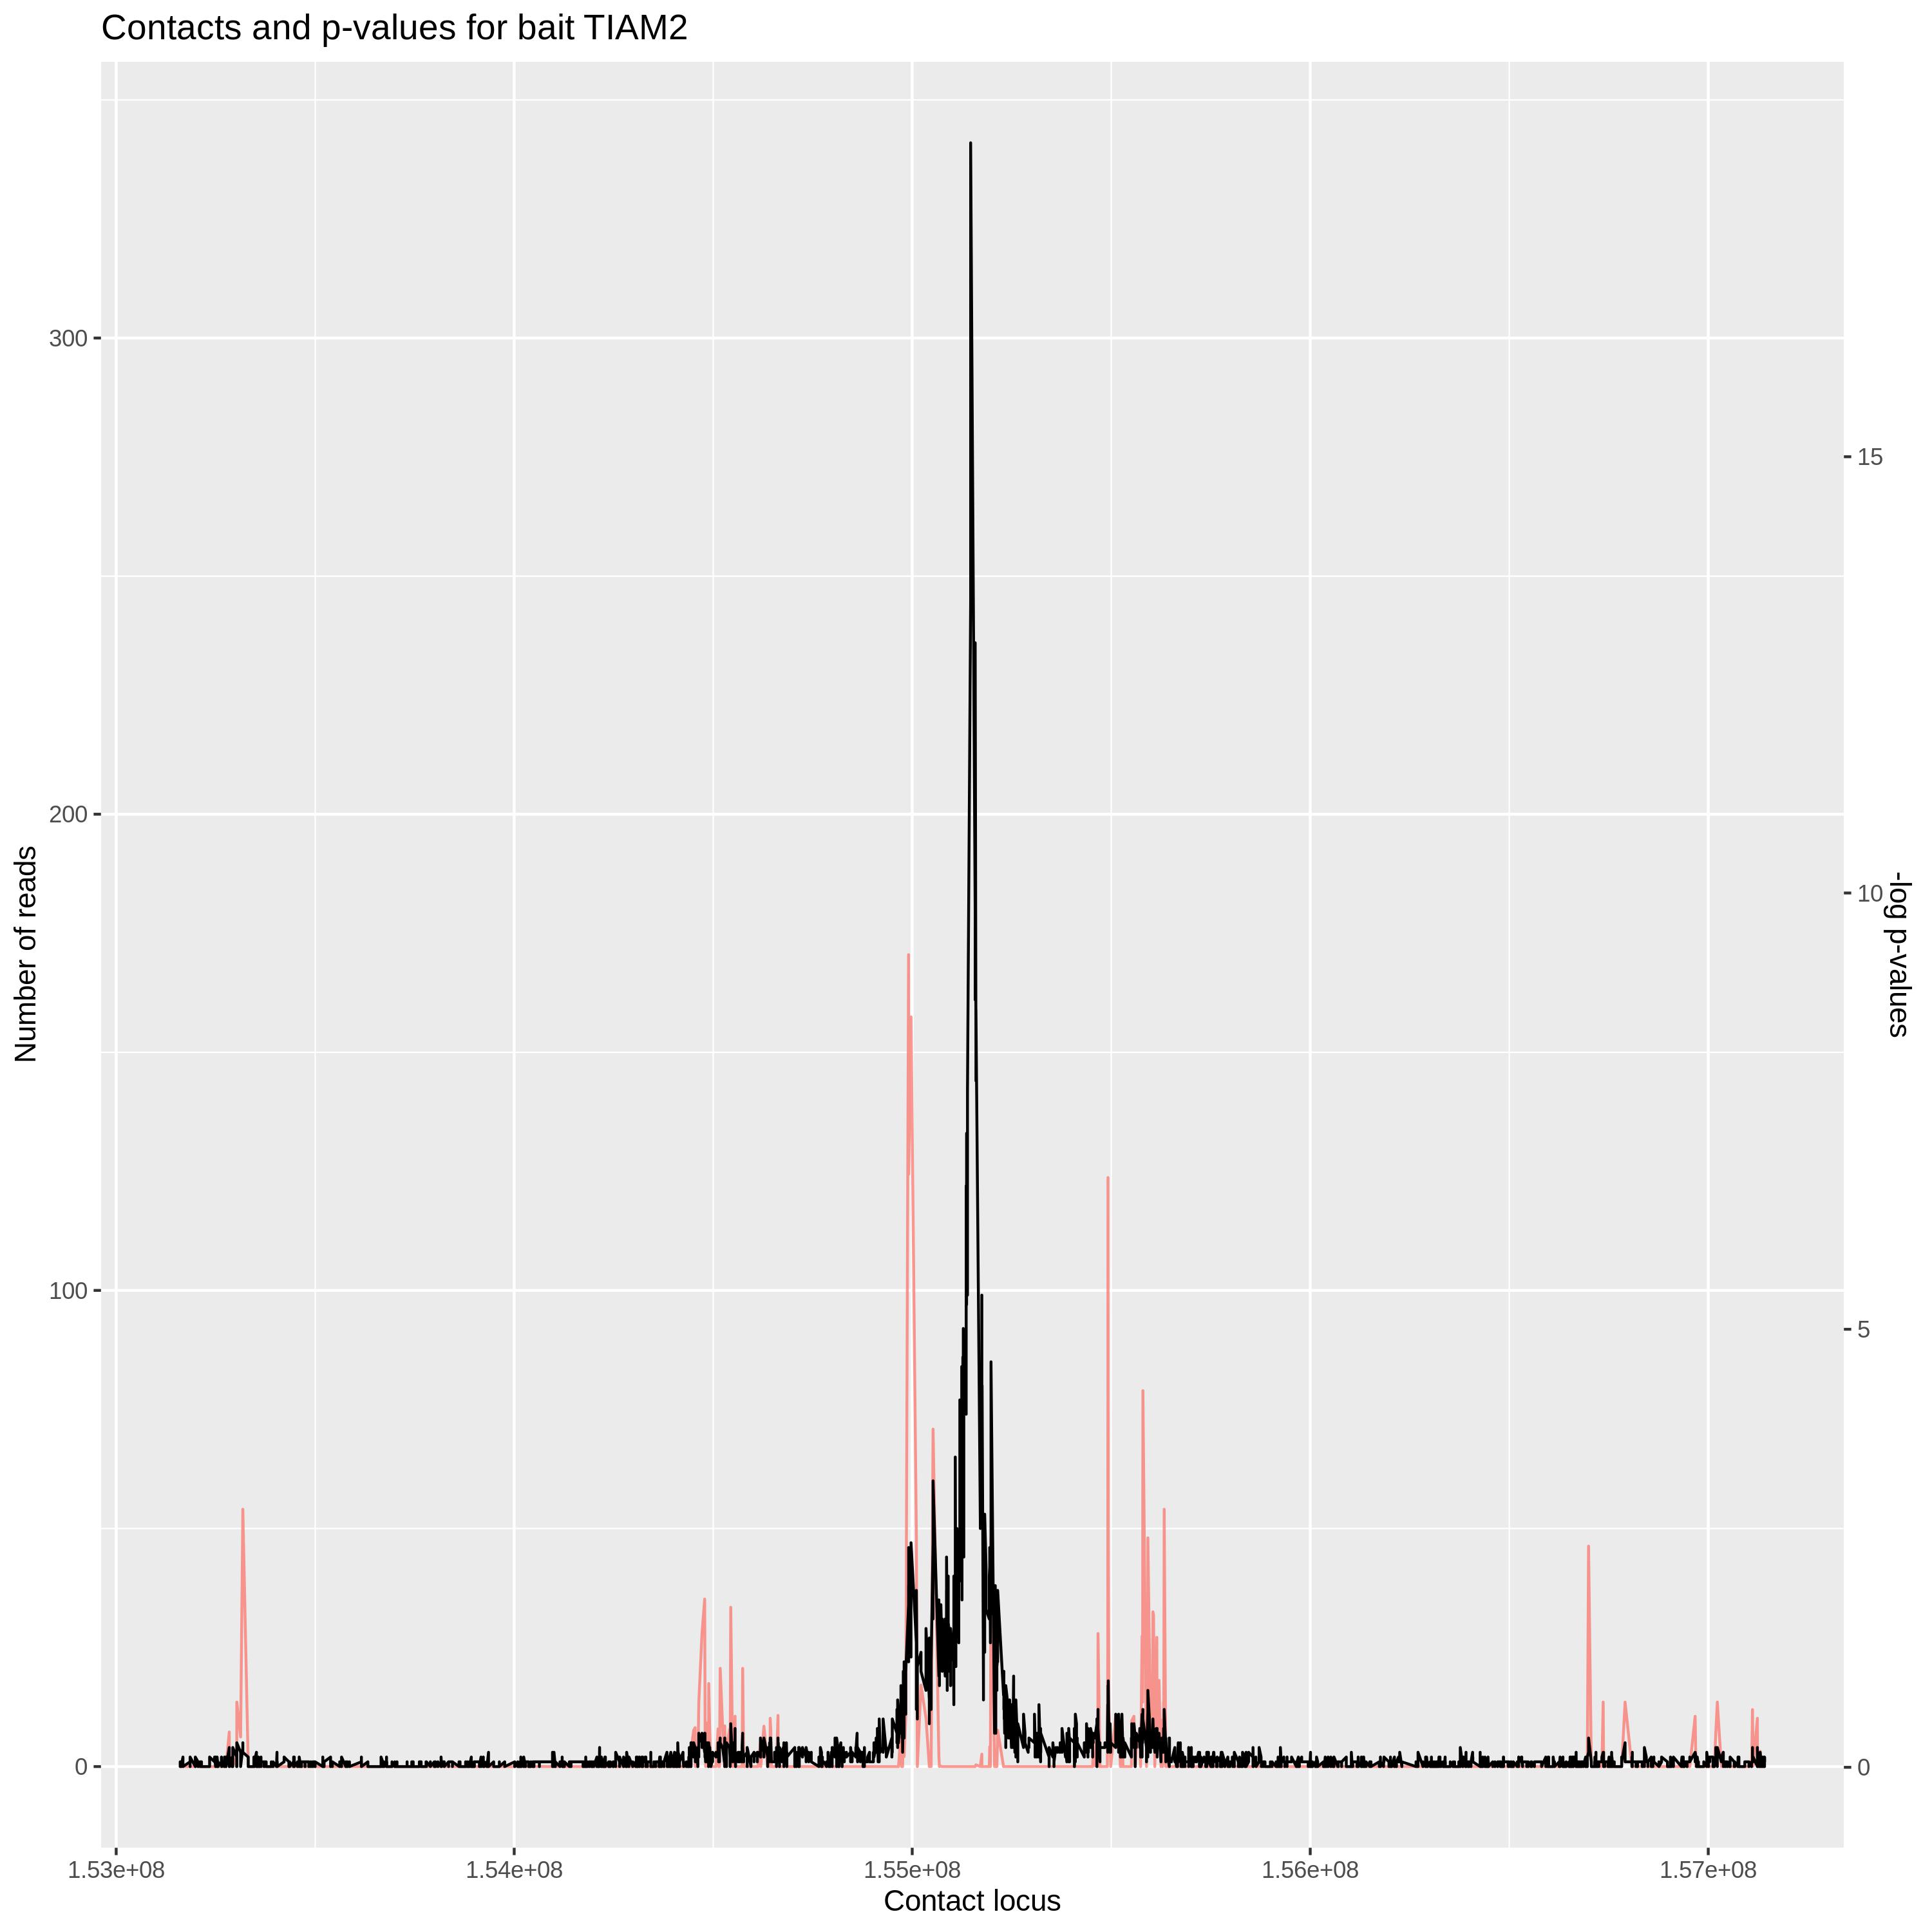 Contacts and p-values for bait TIAM2
300
200
100
0
Number of reads
15
10
5
0
-log p-values
1.53e+08
1.54e+08
1.55e+08
1.56e+08
1.57e+08
Contact locus